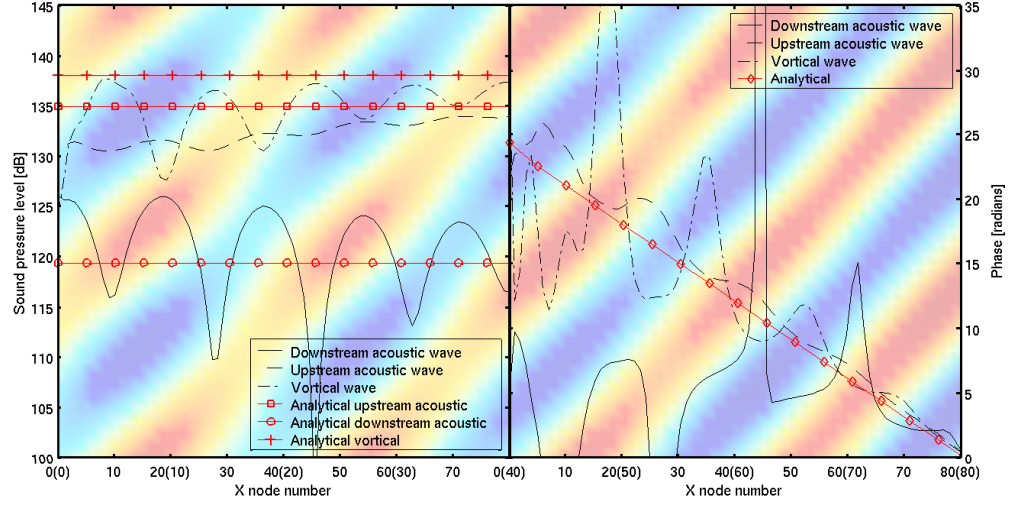 145
140
135
130
125
120
115
110
105
100
Sound pressure level [dB]
0(0) 10 20(10) 30 40(20) 50 60(30) 70 0(40)
X node number
Downstream acoustic wave
Upstream acoustic wave
Vortical wave
Analytical upstream acoustic
Analytical downstream acoustic
Analytical vortical
Downstream acoustic wave
Upstream acoustic wave
Vortical wave
Analytical
10 20(50) 30 40(60) 50 60(70) 70 80(80)
X node number
35
30
25
20
15
10
5
0
Phase [radians]